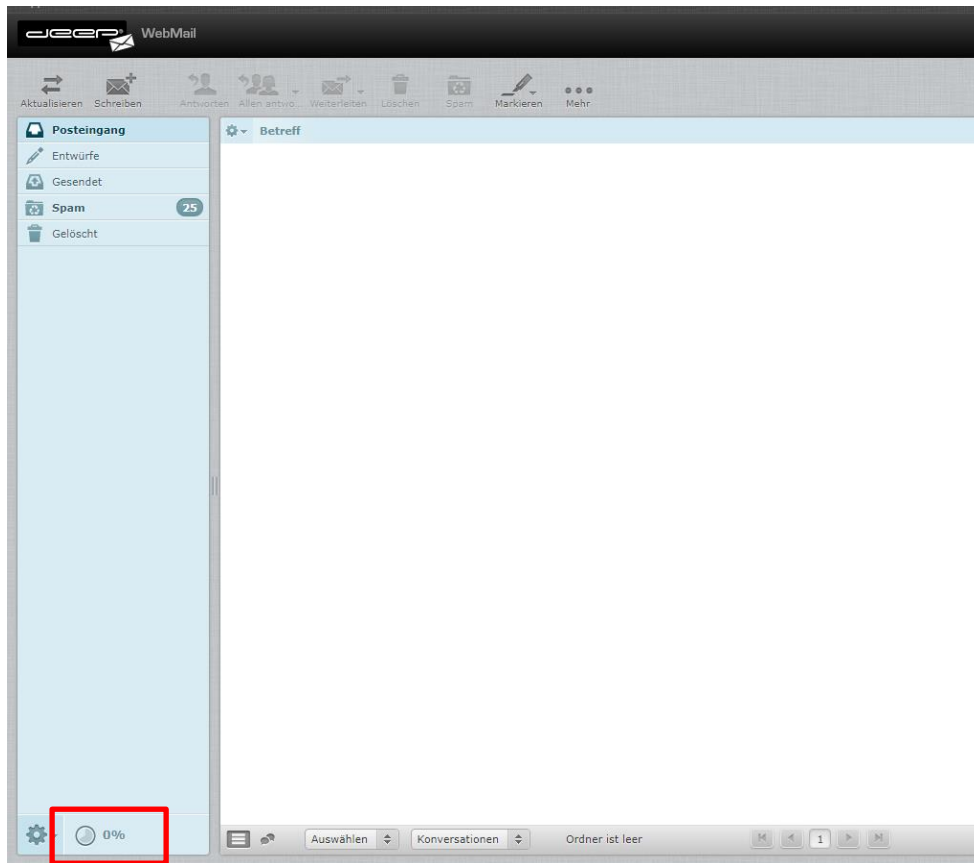 deep WebMail
Aktualisieren Schreiben Antworten Allen antwo... Weiterleiten Löschen Spam Markieren Mehr
Posteingang
Betreff
Entwürfe
Gesendet
Spam 25
Gelöscht
0%
Auswählen Konversationen Ordner ist leer 1